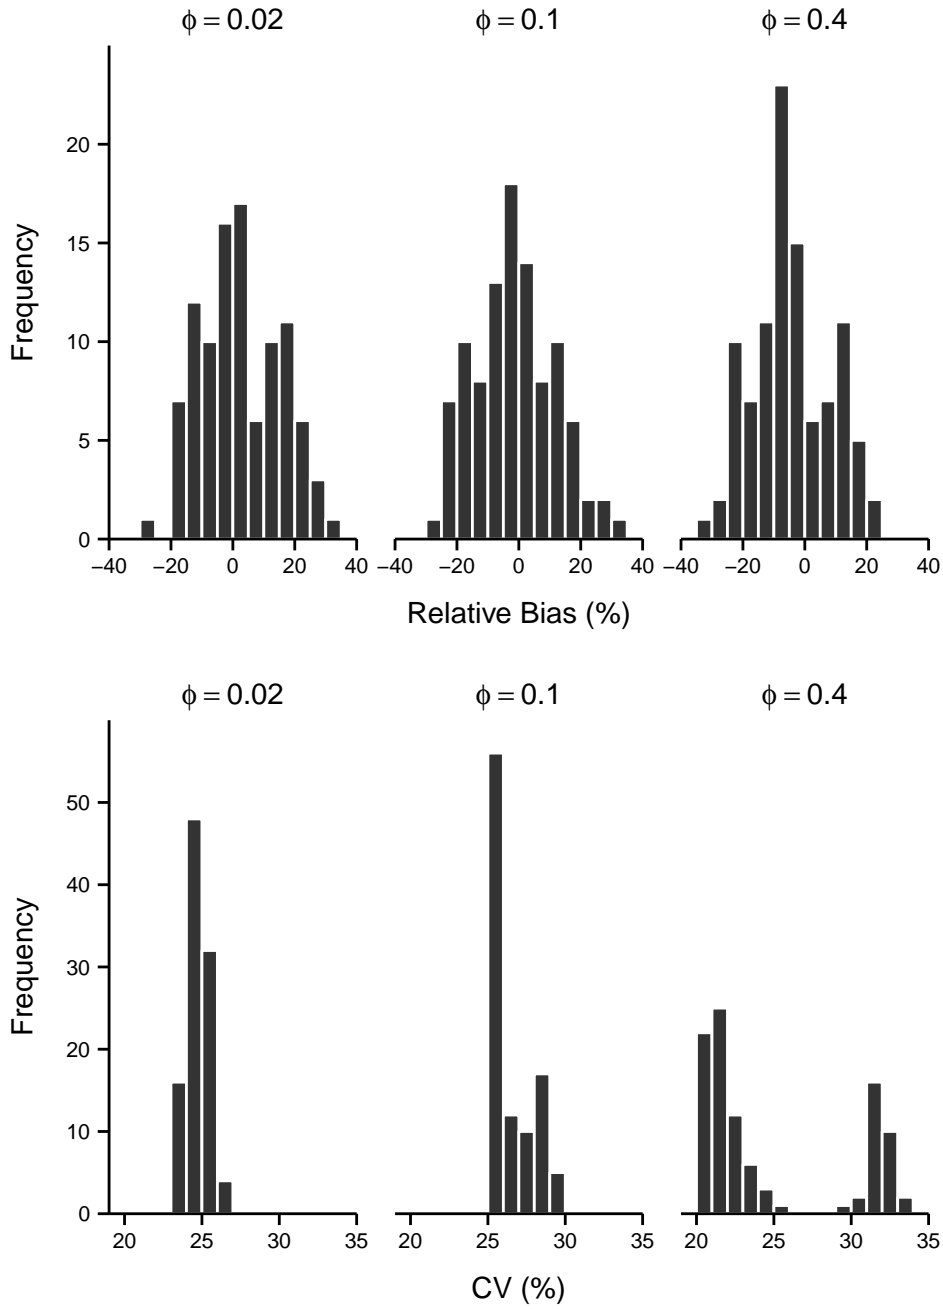 ϕ = 0.02 ϕ = 0.1 ϕ = 0.4
Frequency
20
15
10
5
0
−40 −20 0 20 40 −40 −20 0 20 40 −40 −20 0 20 40
Relative Bias (%)
ϕ = 0.02 ϕ = 0.1 ϕ = 0.4
Frequency
50
40
30
20
10
0
20 25 30 35 20 25 30 35 20 25 30 35
CV (%)